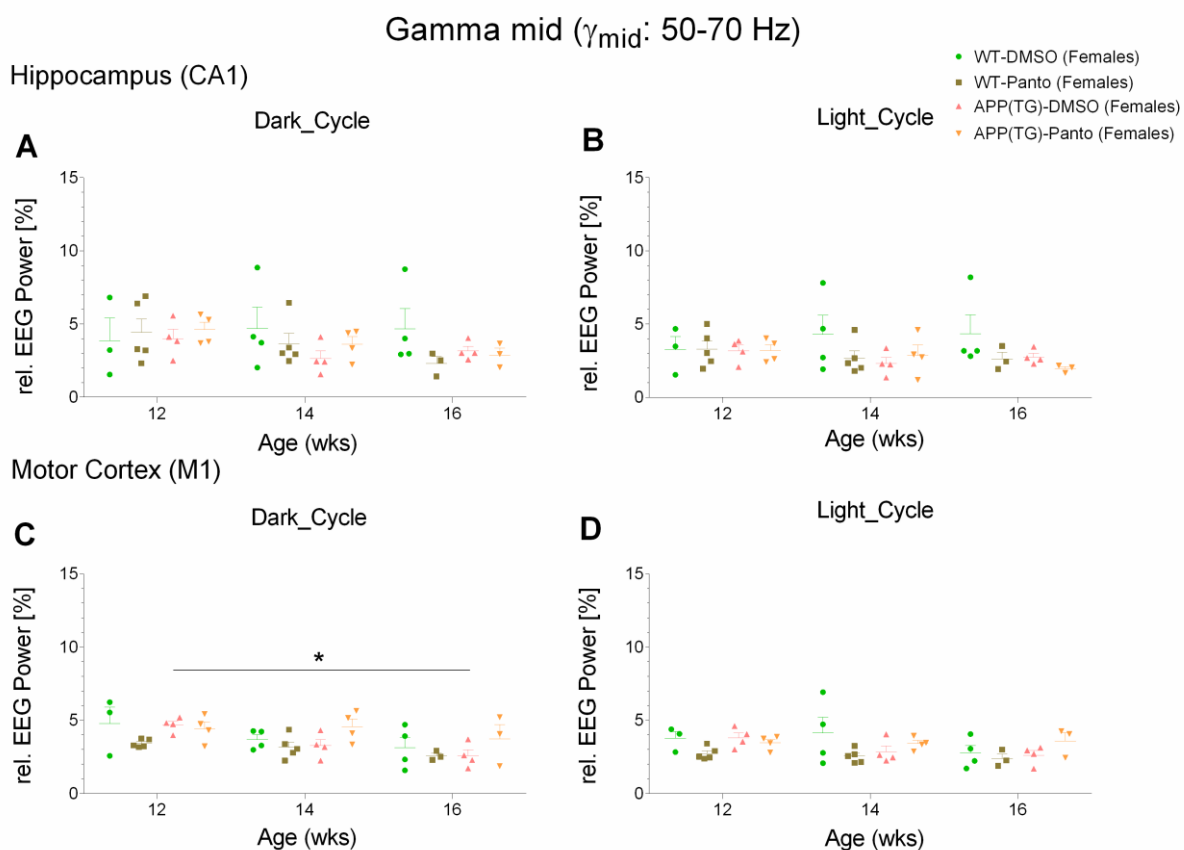 Gamma mid (γmid: 50-70 Hz)
WT-DMSO (Females)
WT-Panto (Females)
APP(TG)-DMSO (Females)
APP(TG)-Panto (Females)
Hippocampus (CA1)
A
Dark_Cycle
rel. EEG Power [%]
15
10
5
0
12
14
16
Age (wks)
B
Light_Cycle
rel. EEG Power [%]
15
10
5
0
12
14
16
Age (wks)
Motor Cortex (M1)
C
Dark_Cycle
rel. EEG Power [%]
15
10
5
0
*
12
14
16
Age (wks)
D
Light_Cycle
rel. EEG Power [%]
15
10
5
0
12
14
16
Age (wks)